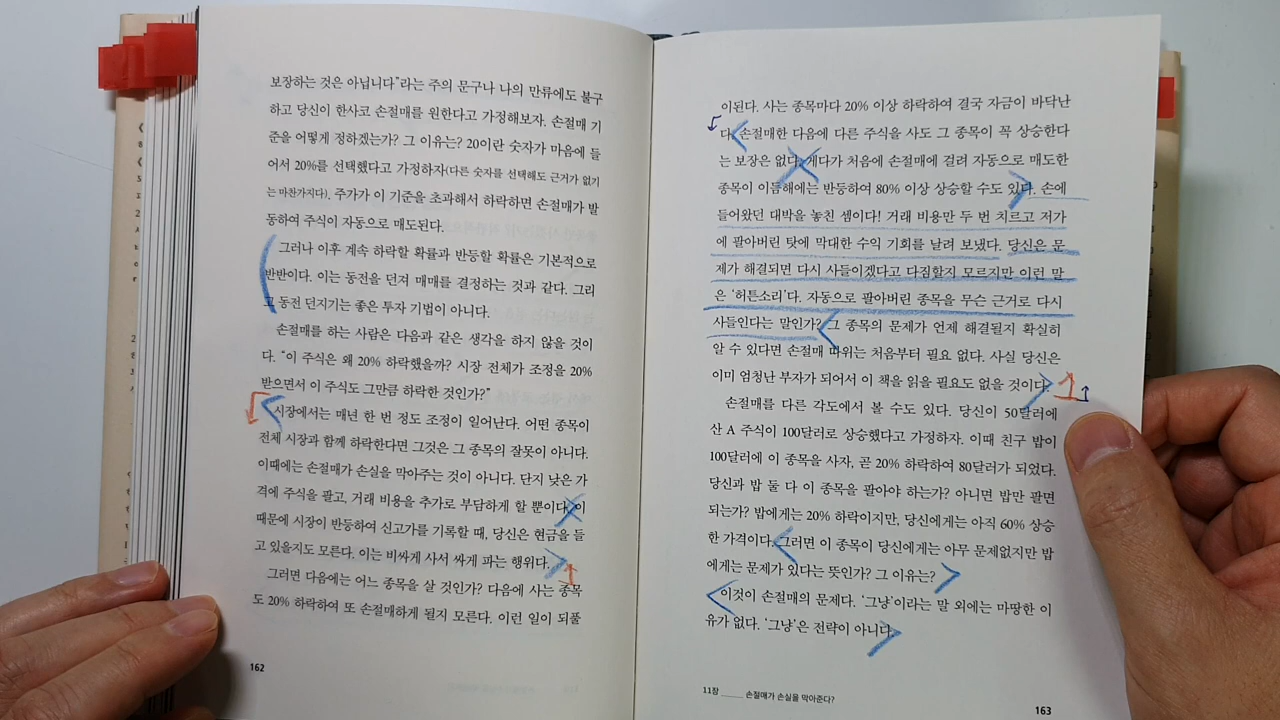 보장하는 것은 아닙니다"라는 주의 문구나 나의 만류에도 불구
하고 당신이 한사코 손절매를 원한다고 가정해보자. 손절매 기
준을 어떻게 정하겠는가? 그 이유는? 20이란 숫자가 마음에 들
어서 20%를 선택했다고 가정하자(다른 숫자를 선택해도 근거가 없기
는 마찬가지다). 주가가 이 기준을 초과해서 하락하면 손절매가 발
동하여 주식이 자동으로 매도된다.
그러나 이후 계속 하락할 확률과 반등할 확률은 기본적으로
반반이다. 이는 동전을 던져 매매를 결정하는 것과 같다. 그리
고 동전 던지기는 좋은 투자 기법이 아니다.
손절매를 하는 사람은 다음과 같은 생각을 하지 않을 것이
다. "이 주식은 왜 20% 하락했을까? 시장 전체가 조정을 20%
받으면서 이 주식도 그만큼 하락한 것인가?"
시장에서는 매년 한 번 정도 조정이 일어난다. 어떤 종목이
전체 시장과 함께 하락한다면 그것은 그 종목의 잘못이 아니다.
이때에는 손절매가 손실을 막아주는 것이 아니다. 단지 낮은 가
격에 주식을 팔고, 거래 비용을 추가로 부담하게 할 뿐이다. 이
때문에 시장이 반등하여 신고가를 기록할 때, 당신은 현금을 들
고 있을지도 모른다. 이는 비싸게 사서 싸게 파는 행위다.
그러면 다음에는 어느 종목을 살 것인가? 다음에 사는 종목
도 20% 하락하여 또 손절매하게 될지 모른다. 이런 일이 되풀
162
이된다. 사는 종목마다 20% 이상 하락하여 결국 자금이 바닥난
다. 손절매한 다음에 다른 주식을 사도 그 종목이 꼭 상승한다
는 보장은 없다. 게다가 처음에 손절매에 걸려 자동으로 매도한
종목이 이듬해에는 반등하여 80% 이상 상승할 수도 있다. 손에
들어왔던 대박을 놓친 셈이다! 거래 비용만 두 번 치르고 저가
에 팔아버린 탓에 막대한 수익 기회를 날려 보냈다. 당신은 문
제가 해결되면 다시 사들이겠다고 다짐할지 모르지만 이런 말
은 '허튼소리'다. 자동으로 팔아버린 종목을 무슨 근거로 다시
사들인다는 말인가? 그 종목의 문제가 언제 해결될지 확실히
알 수 있다면 손절매 따위는 처음부터 필요 없다. 사실 당신은
이미 엄청난 부자가 되어서 이 책을 읽을 필요도 없을 것이다.
손절매를 다른 각도에서 볼 수도 있다. 당신이 50달러에
산 A 주식이 100달러로 상승했다고 가정하자. 이때 친구 밥이
100달러에 이 종목을 사자, 곧 20% 하락하여 80달러가 되었다.
당신과 밥 둘 다 이 종목을 팔아야 하는가? 아니면 밥만 팔면
되는가? 밥에게는 20% 하락이지만, 당신에게는 아직 60% 상승
한 가격이다. 그러면 이 종목이 당신에게는 아무 문제없지만 밥
에게는 문제가 있다는 뜻인가? 그 이유는?
이것이 손절매의 문제다. '그냥'이라는 말 외에는 마땅한 이
유가 없다. '그냥'은 전략이 아니다.
11장 ____ 손절매가 손실을 막아준다?
163